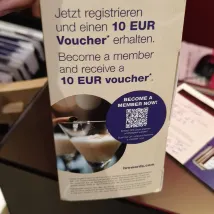 Jetzt registrieren
und einen 10 EUR
Voucher* erhalten.
Become a member
and receive a
10 EUR voucher*.
BECOME A
MEMBER NOW!